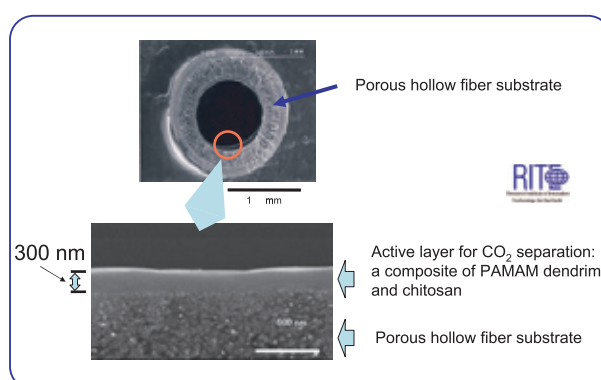 Porous hollow fiber substrate
1 mm
RITE
300 nm
Active layer for CO₂ separation:
a composite of PAMAM dendrim
and chitosan
600 nm
Porous hollow fiber substrate